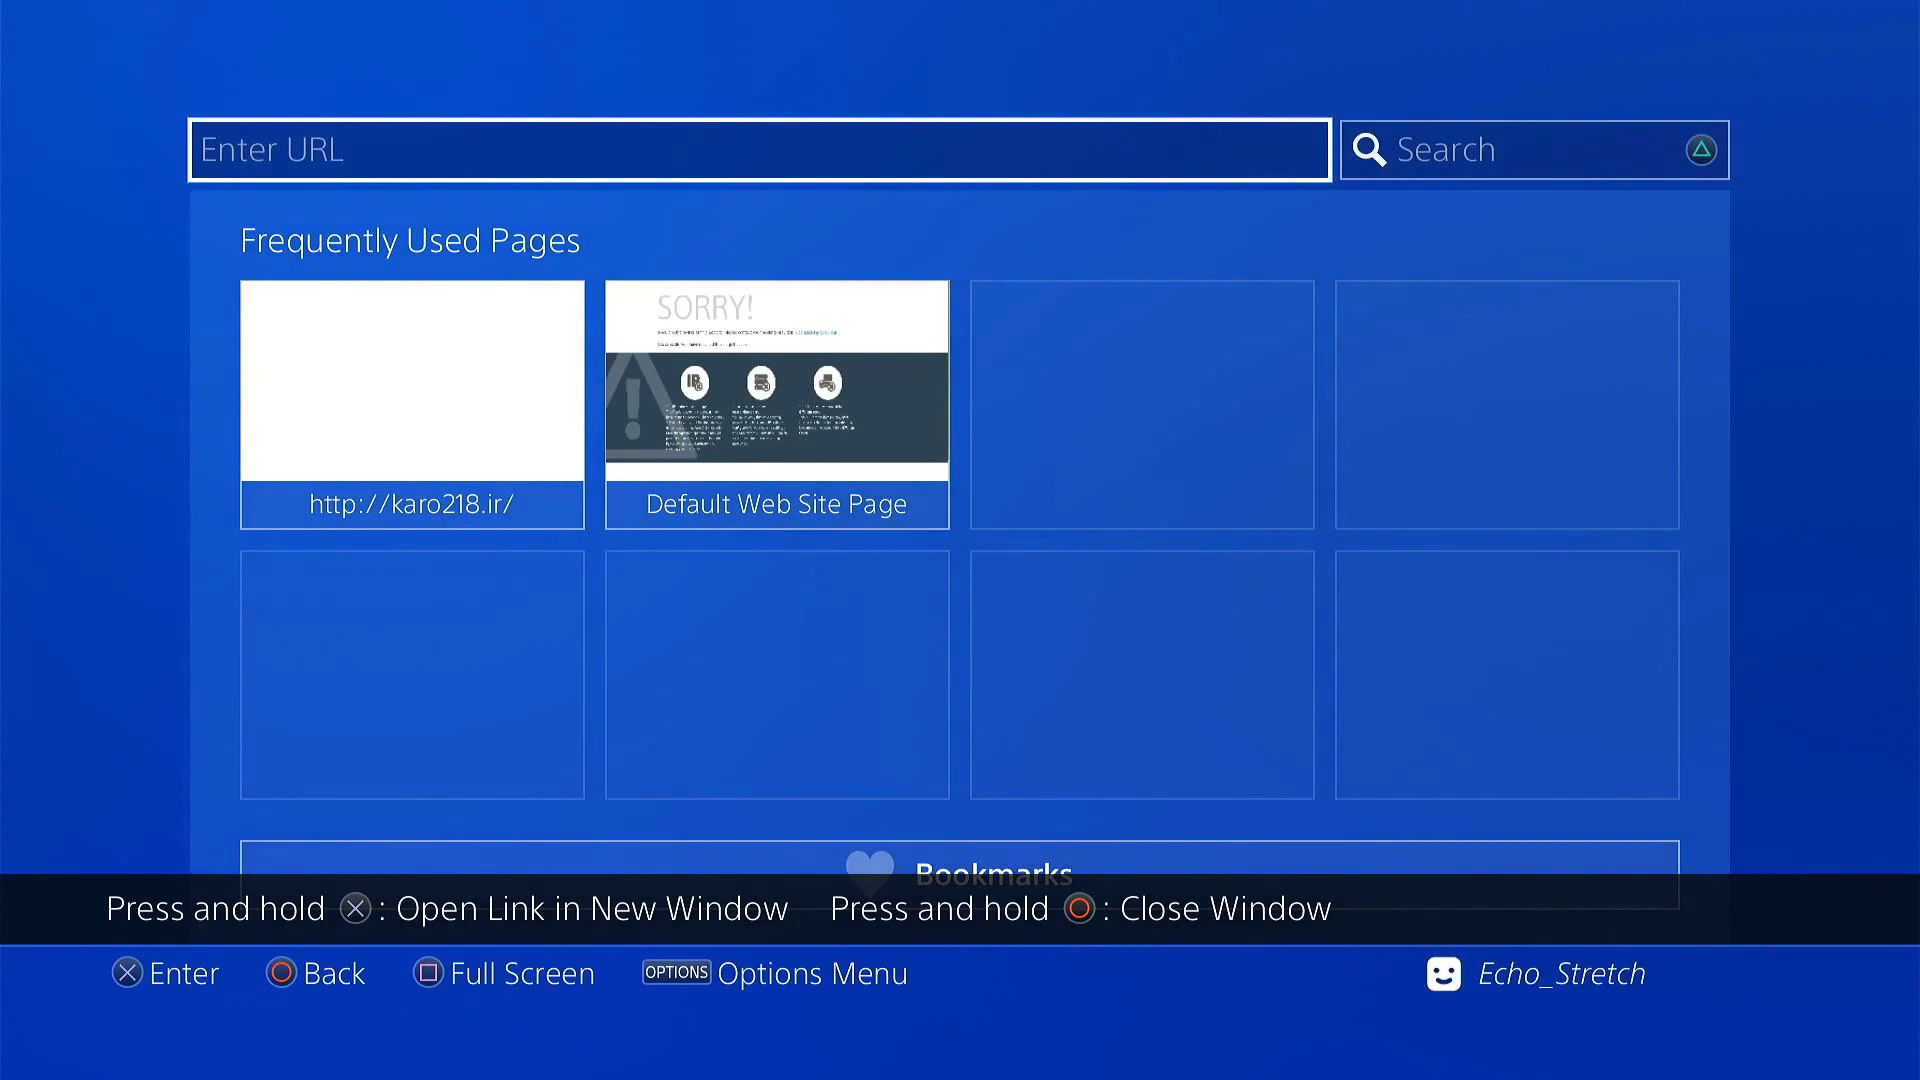 Enter URL
Search
Frequently Used Pages
SORRY!
http://karo218.ir/
Default Web Site Page
Bookmarks
Press and hold : Open Link in New Window Press and hold : Close Window
Enter Back Full Screen OPTIONS Options Menu Echo_Stretch